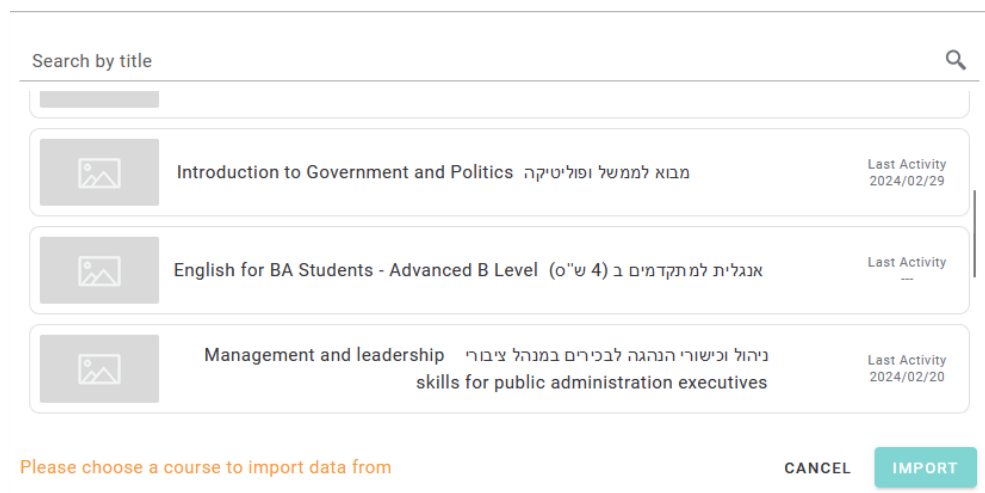 Search by title
Introduction to Government and Politics מבוא לממשל ופוליטיקה
Last Activity
2024/02/29
English for BA Students - Advanced B Level אנגלית למתקדמים ב (4 ש"ס)
Last Activity
---
ניהול וכישורי הנהגה לבכירים במנהל ציבורי Management and leadership
skills for public administration executives
Last Activity
2024/02/20
Please choose a course to import data from
CANCEL
IMPORT